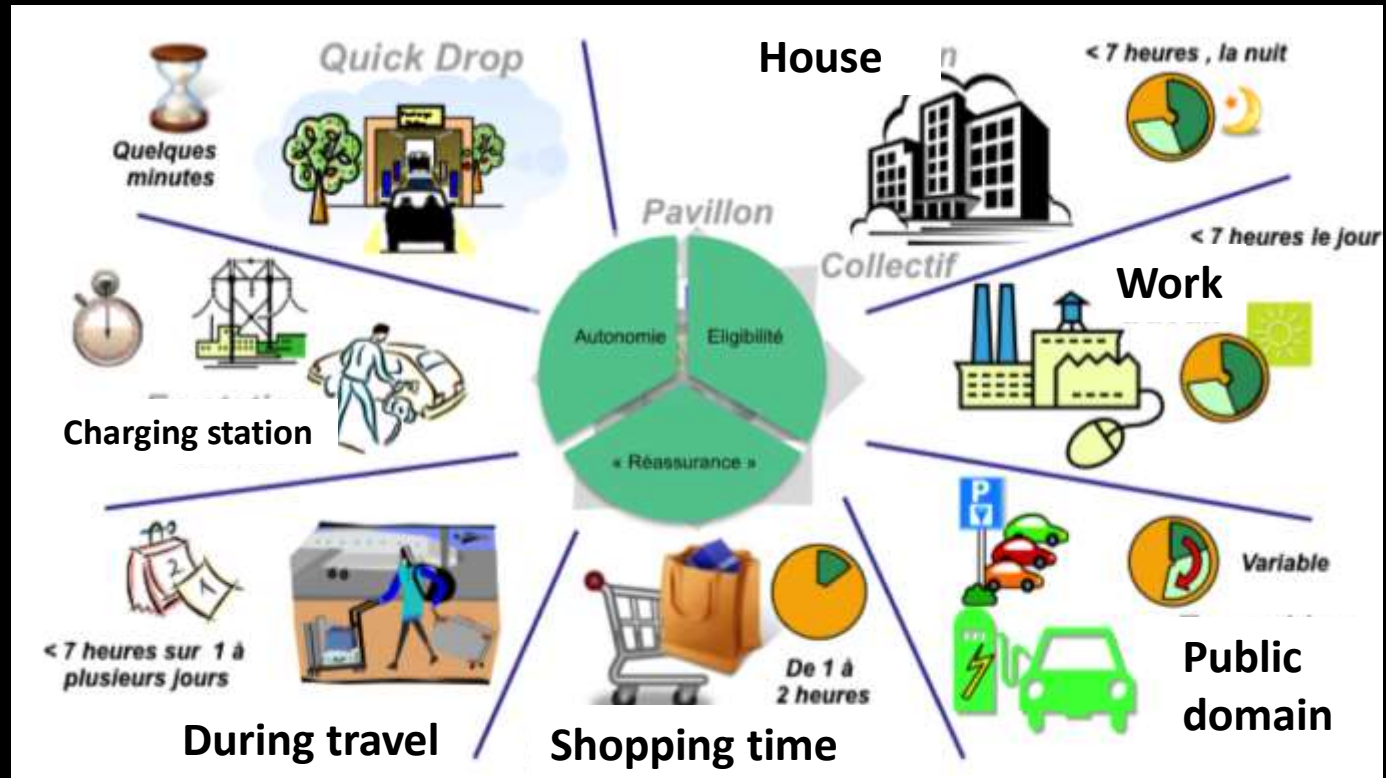 Quick Drop
Quelques
minutes
House
< 7 heures , la nuit
Pavillon
Collectif
< 7 heures le jour
Work
Autonomie
Eligibilité
« Réassurance »
Charging station
P
Variable
Public
domain
2
1
< 7 heures sur 1 à
plusieurs jours
During travel
De 1 à
2 heures
Shopping time